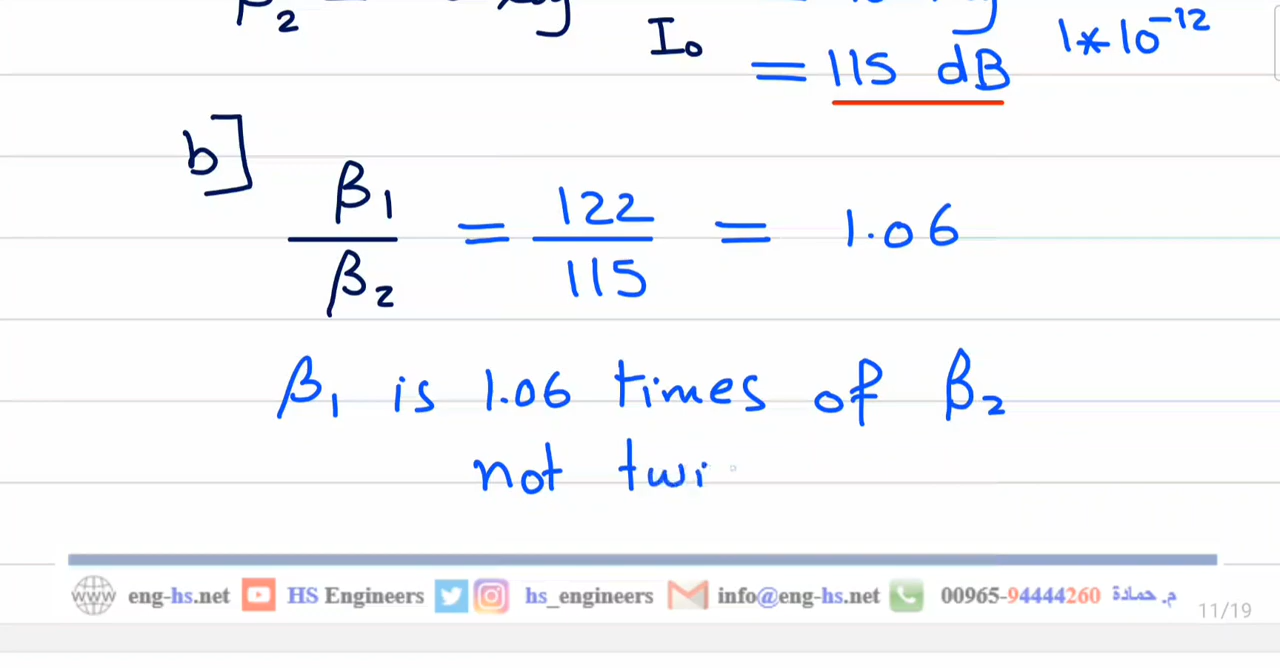 I₀
1*10⁻¹²
= 115 dB
b]
β₁/β₂ = 122/115 = 1.06
β₁ is 1.06 times of β₂
not twi
www eng-hs.net HS Engineers hs_engineers info@eng-hs.net 00965-94444260 م. حمادة
11/19